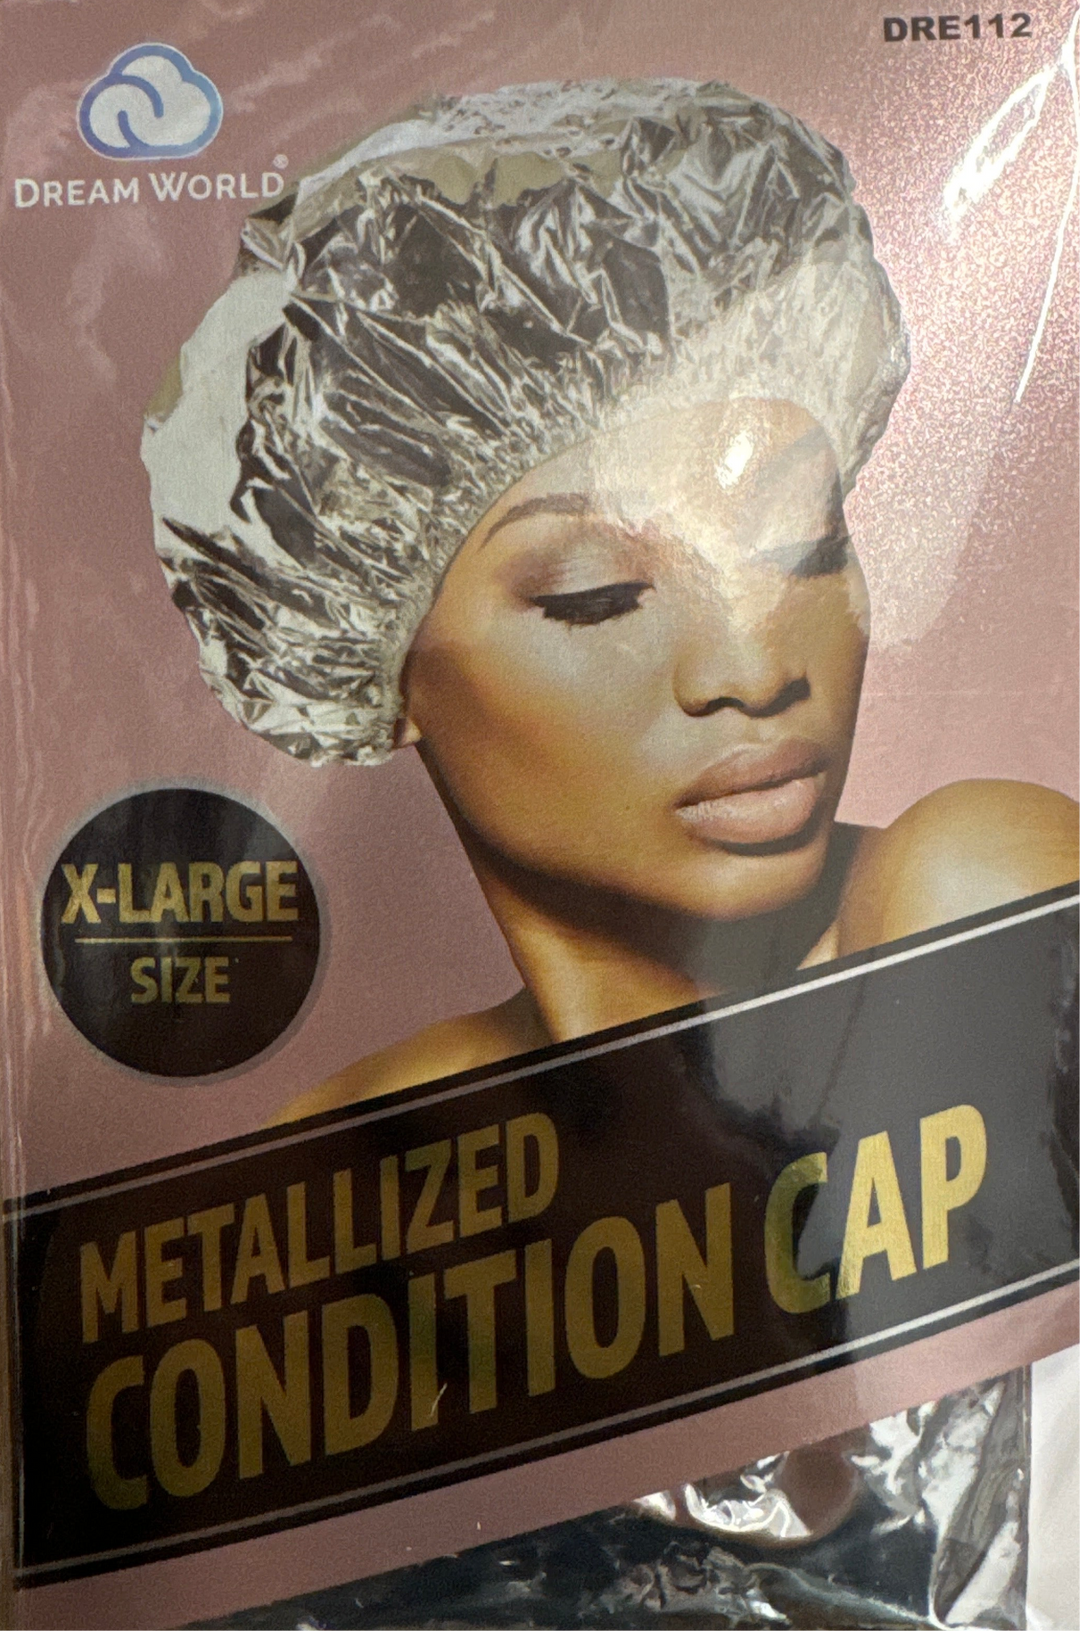 DRE112
DREAM WORLD®
X-LARGE
SIZE
METALLIZED
CONDITION CAP